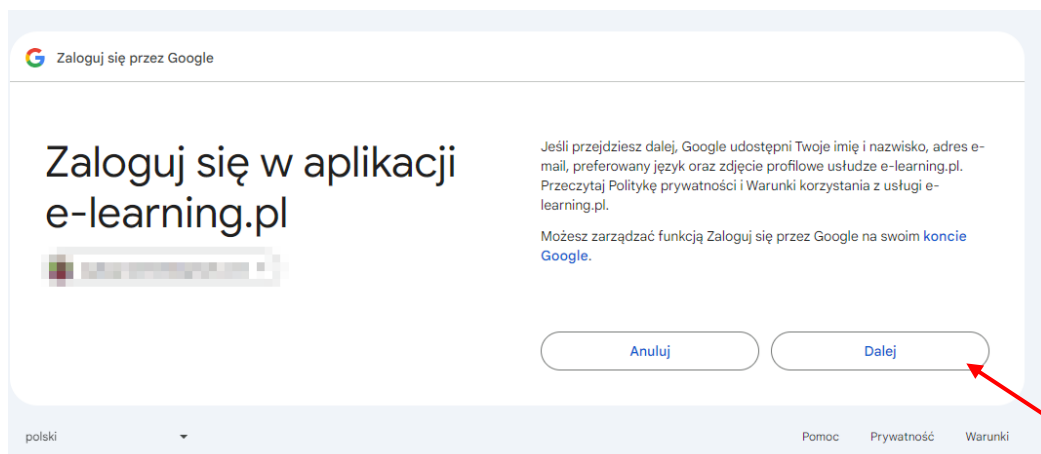 Zaloguj się przez Google
Zaloguj się w aplikacji
e-learning.pl
Jeśli przejdziesz dalej, Google udostępni Twoje imię i nazwisko, adres e-
mail, preferowany język oraz zdjęcie profilowe usłudze e-learning.pl.
Przeczytaj Politykę prywatności i Warunki korzystania z usługi e-
learning.pl.
Możesz zarządzać funkcją Zaloguj się przez Google na swoim koncie
Google.
Anuluj
Dalej
polski
Pomoc
Prywatność
Warunki